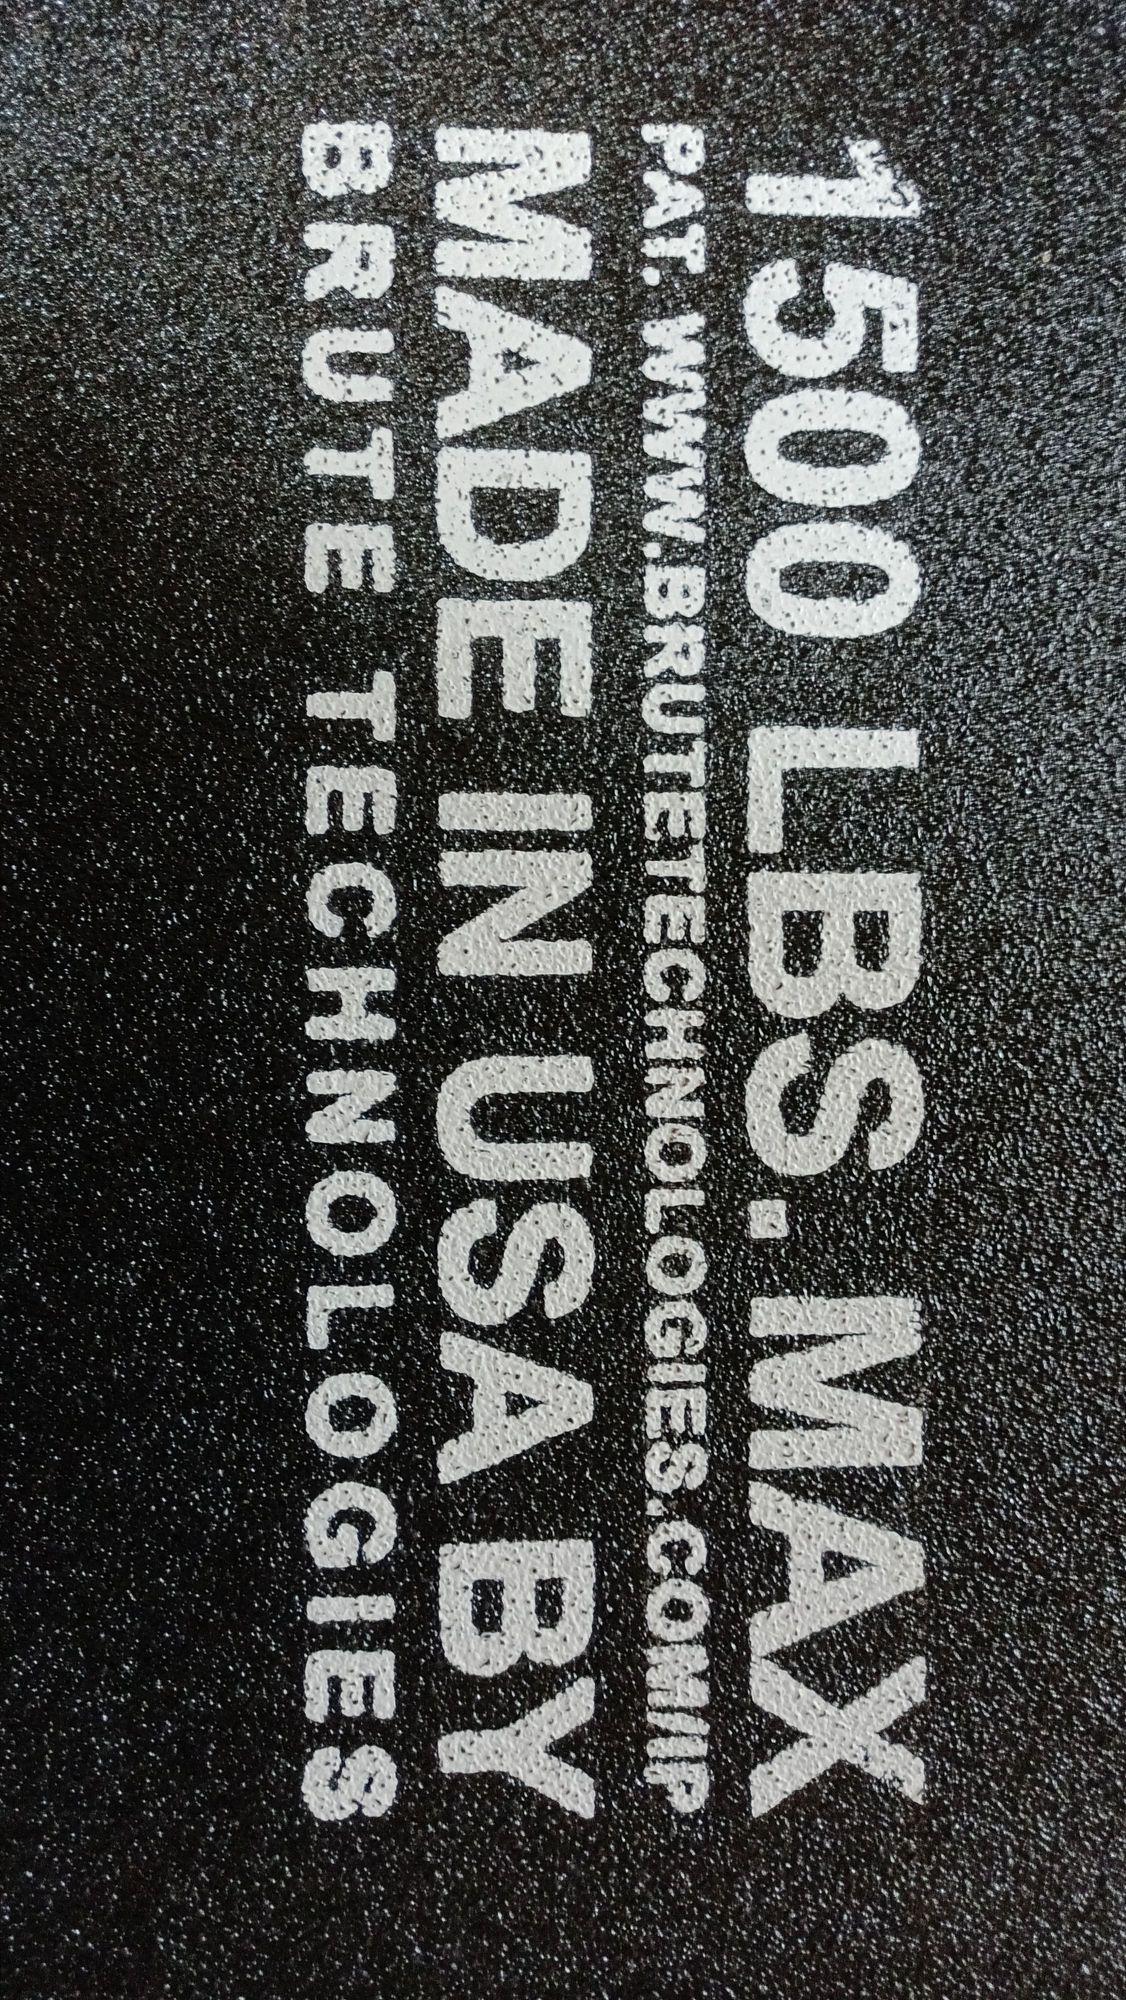 1500 LBS. MAX
PAT. WWW.BRUTETECHNOLOGIES.COM/IP
MADE IN USA BY
BRUTE TECHNOLOGIES